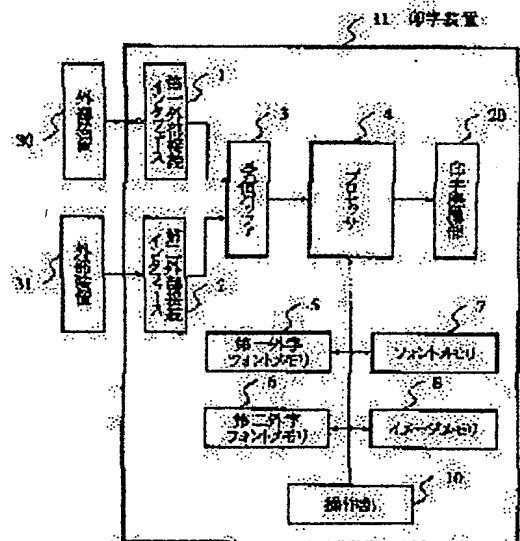 11 印字装置
外部装置
30
第一外部接続
インタフェース
1
受信バッファ
3
プロセッサ
4
印字機構部
20
外部装置
31
第二外部接続
インタフェース
2
第一外字
フォントメモリ
5
フォントメモリ
7
第二外字
フォントメモリ
6
イメージメモリ
8
操作部
10